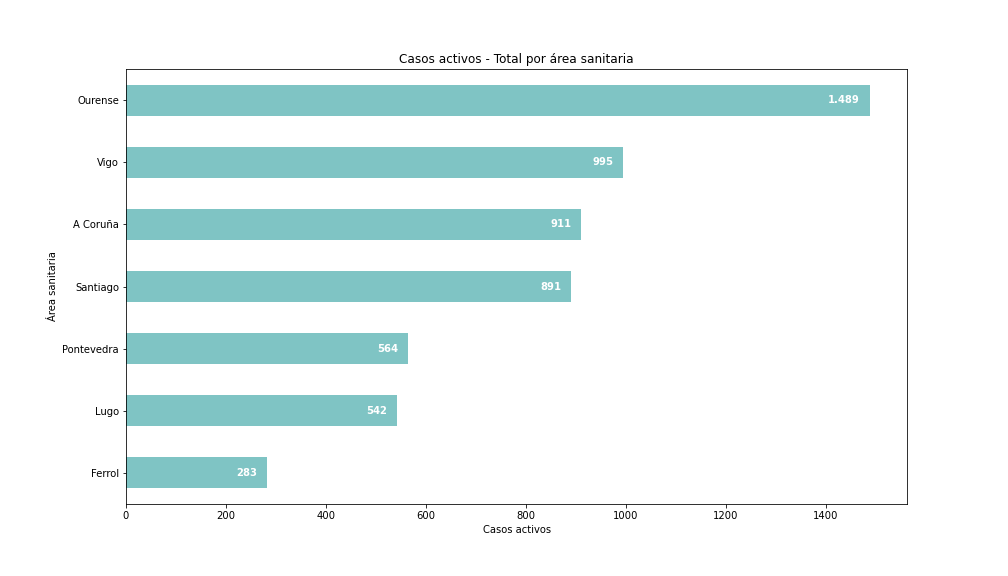 Casos activos - Total por área sanitaria
Área sanitaria
Ourense 1.489
Vigo 995
A Coruña 911
Santiago 891
Pontevedra 564
Lugo 542
Ferrol 283
0 200 400 600 800 1000 1200 1400
Casos activos